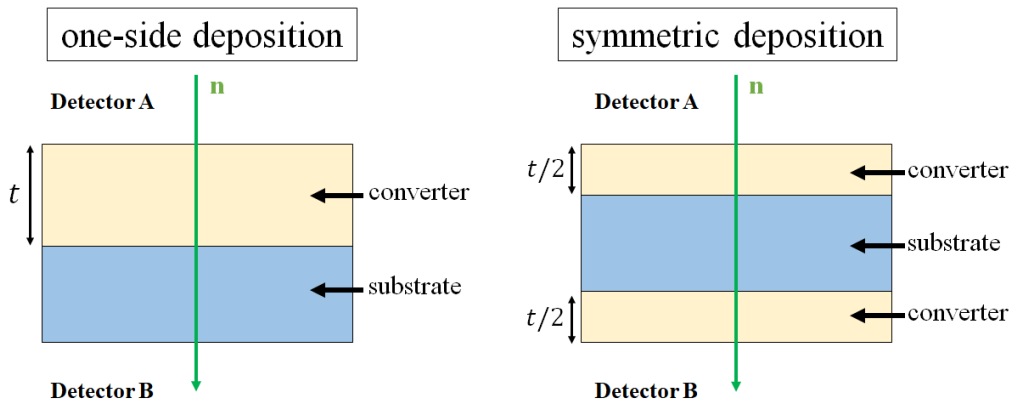 one-side deposition
n
Detector A
t
converter
substrate
Detector B
symmetric deposition
n
Detector A
t/2
converter
substrate
t/2
converter
Detector B